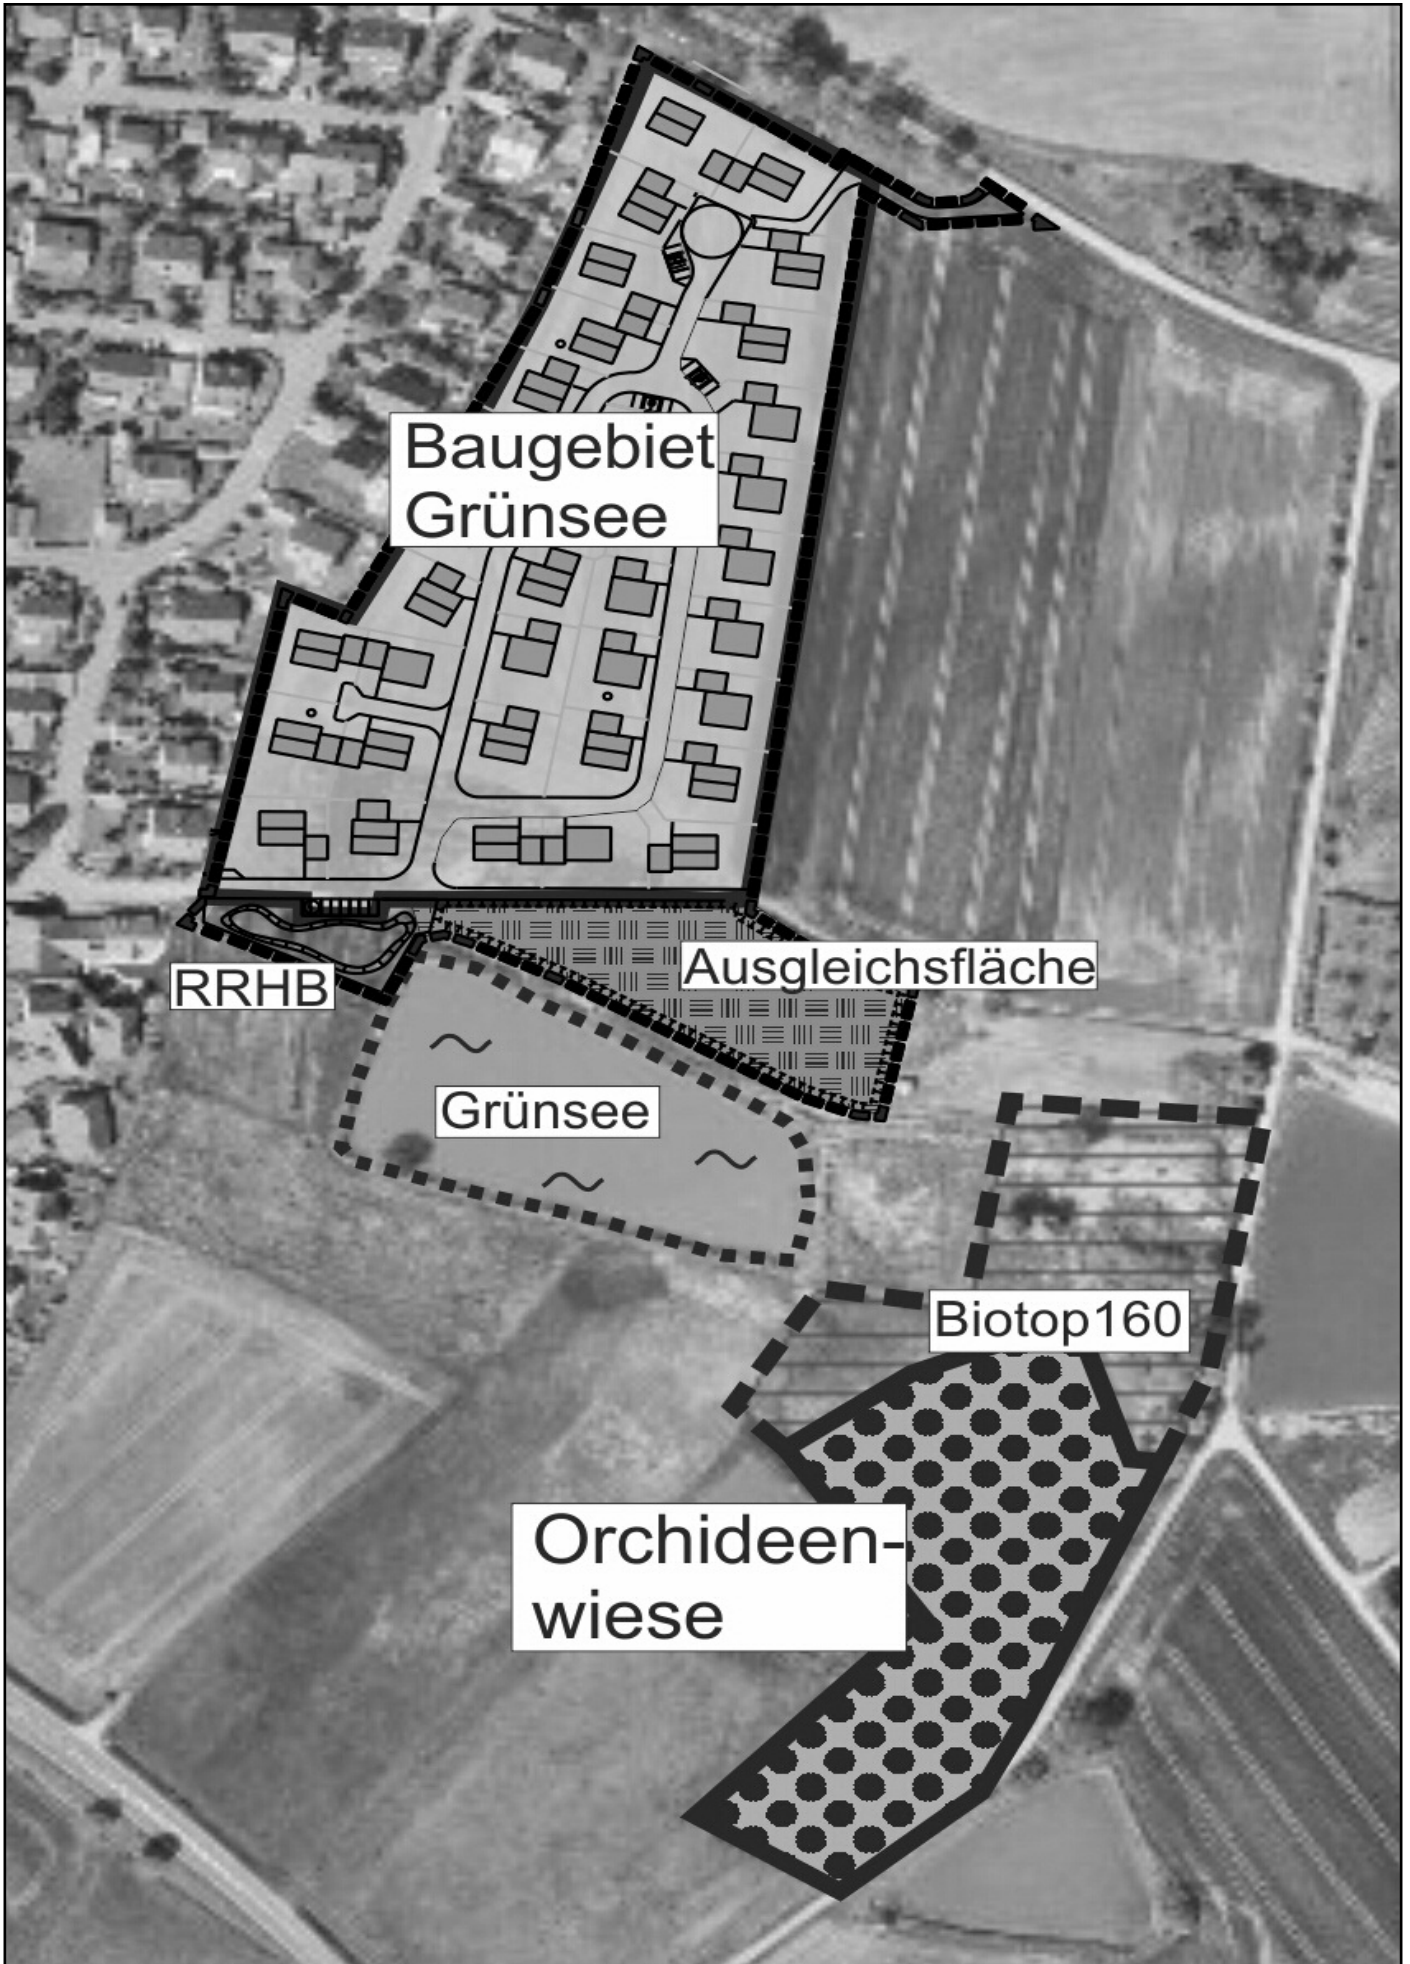 Baugebiet
Grünsee
Ausgleichsfläche
RRHB
Grünsee
Biotop160
Orchideen-
wiese